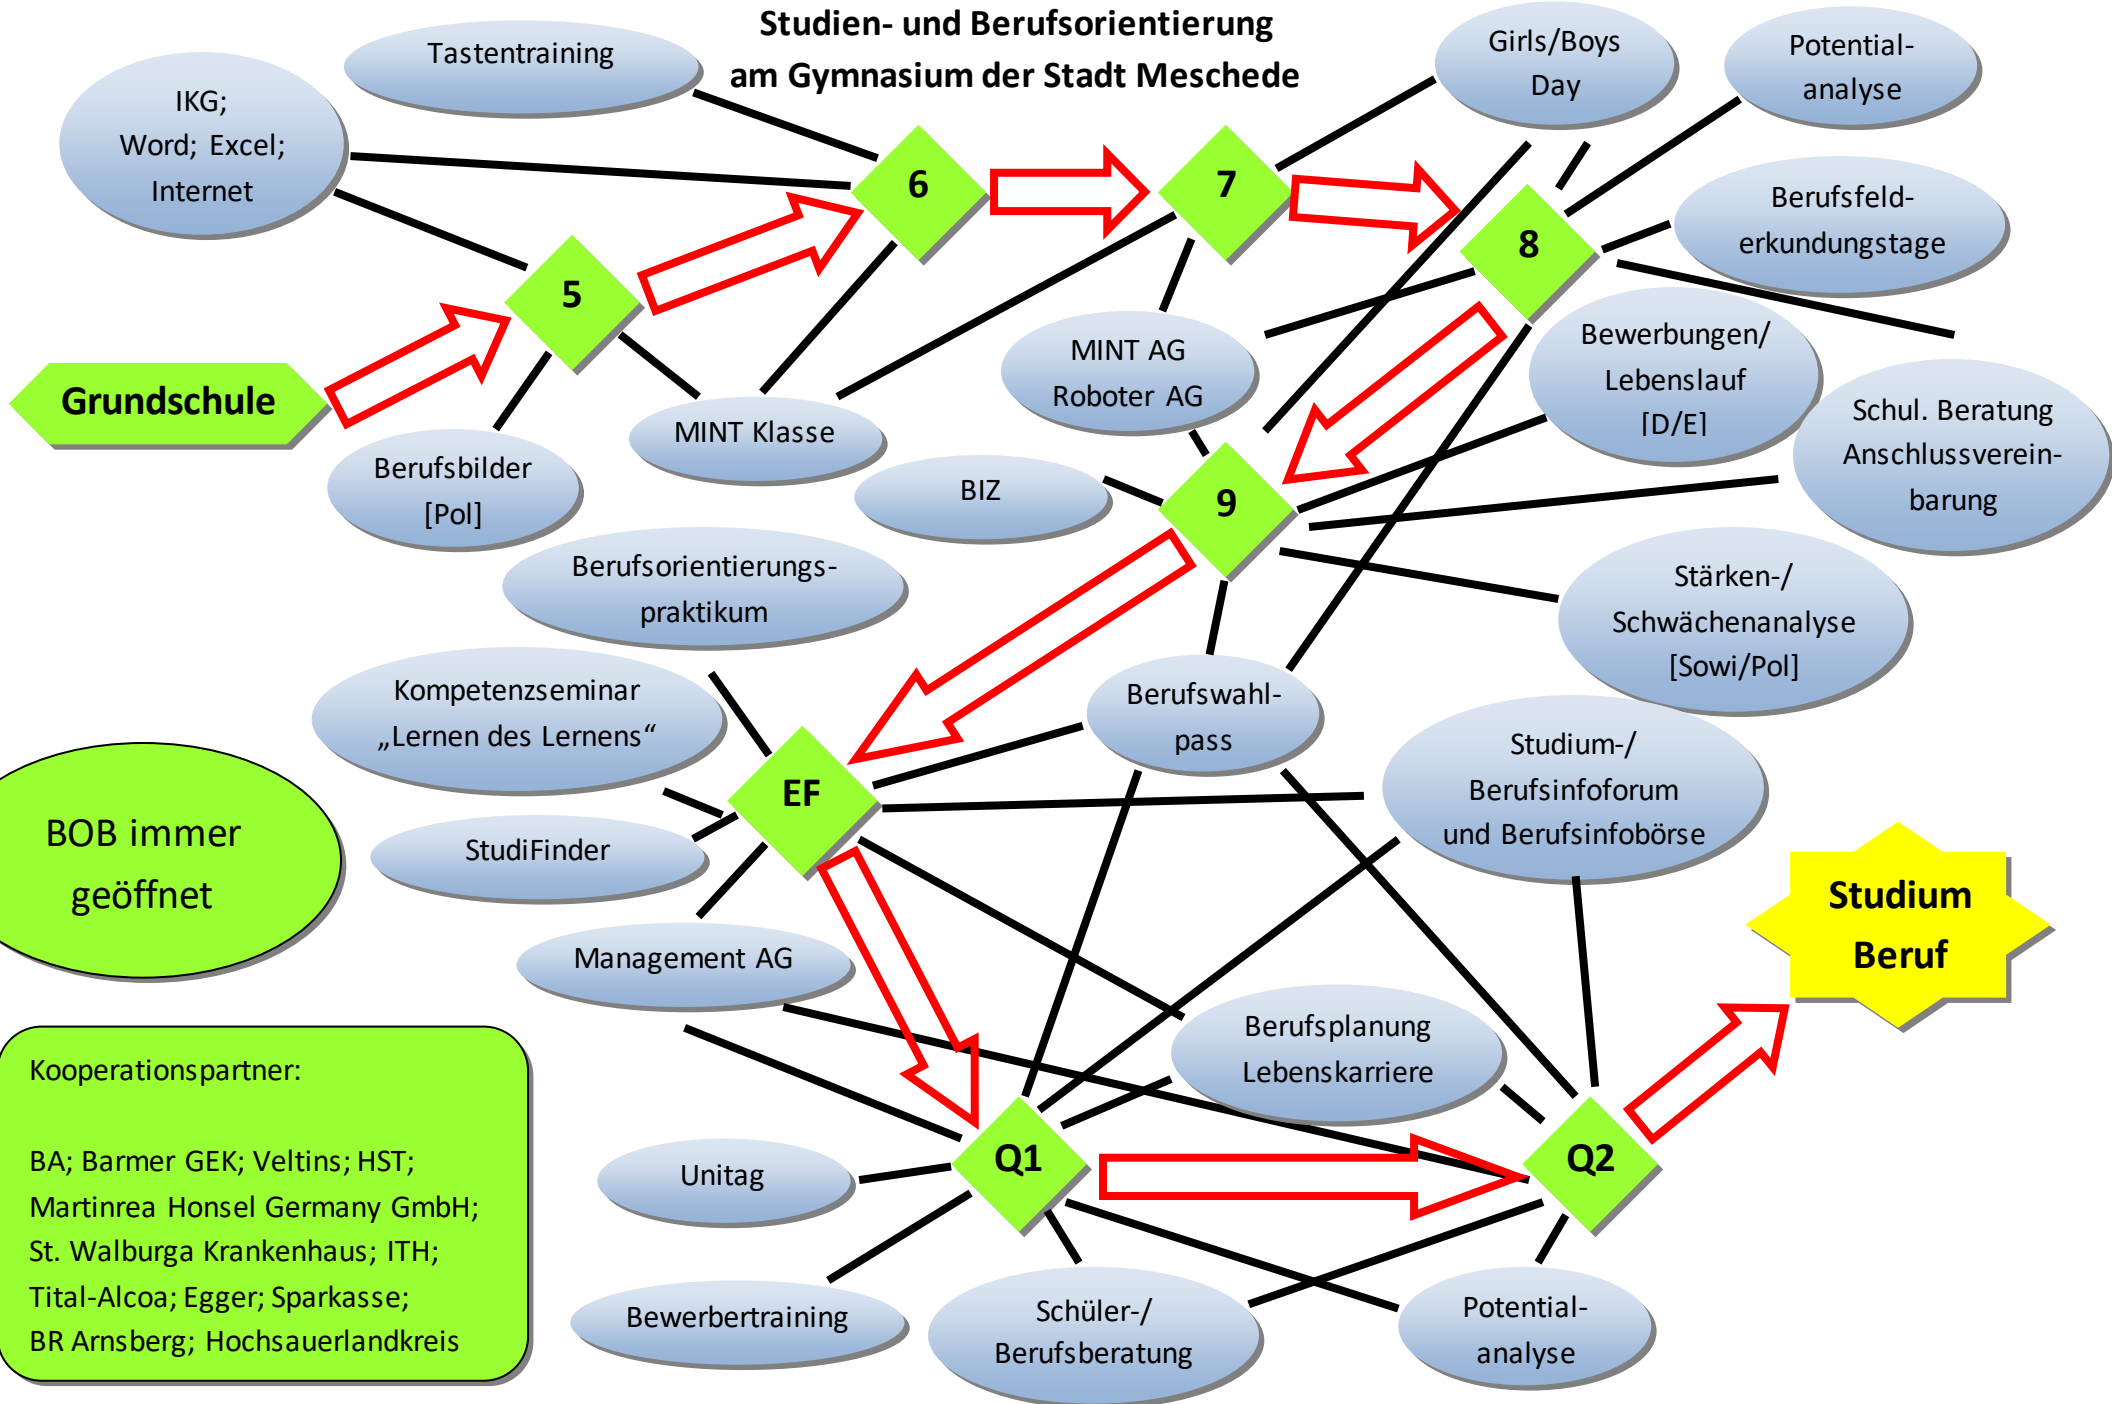 Studien- und Berufsorientierung
am Gymnasium der Stadt Meschede
Tastentraining
IKG;
Word; Excel;
Internet
Girls/Boys
Day
Potential-
analyse
6
7
8
5
Berufsfeld-
erkundungstage
Grundschule
Berufsbilder
[Pol]
MINT Klasse
MINT AG
Roboter AG
Bewerbungen/
Lebenslauf
[D/E]
Schul. Beratung
Anschlussverein-
barung
BIZ
9
Berufsorientierungs-
praktikum
Stärken-/
Schwächenanalyse
[Sowi/Pol]
Kompetenzseminar
„Lernen des Lernens“
Berufswahl-
pass
EF
Studium-/
Berufsinfoforum
und Berufsinfobörse
BOB immer
geöffnet
StudiFinder
Studium
Beruf
Management AG
Berufsplanung
Lebenskarriere
Kooperationspartner:
BA; Barmer GEK; Veltins; HST;
Martinrea Honsel Germany GmbH;
St. Walburga Krankenhaus; ITH;
Tital-Alcoa; Egger; Sparkasse;
BR Arnsberg; Hochsauerlandkreis
Unitag
Q1
Q2
Bewerbertraining
Schüler-/
Berufsberatung
Potential-
analyse